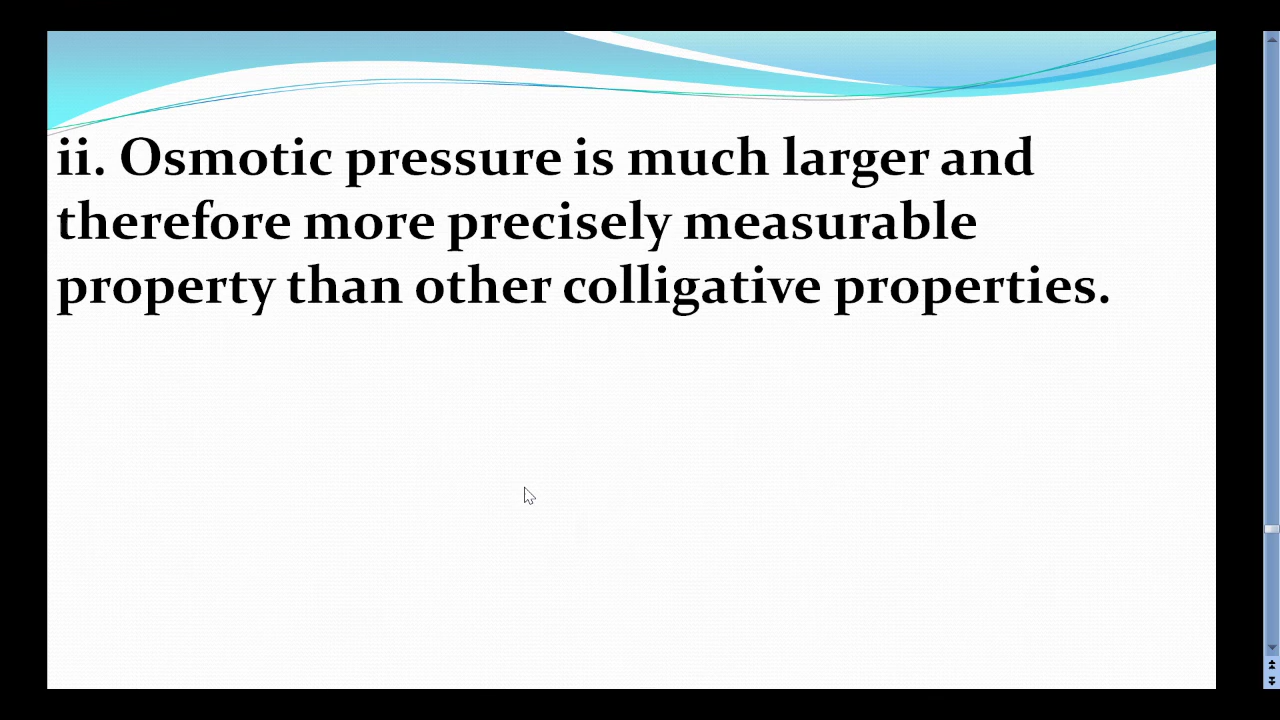 ii. Osmotic pressure is much larger and
therefore more precisely measurable
property than other colligative properties.